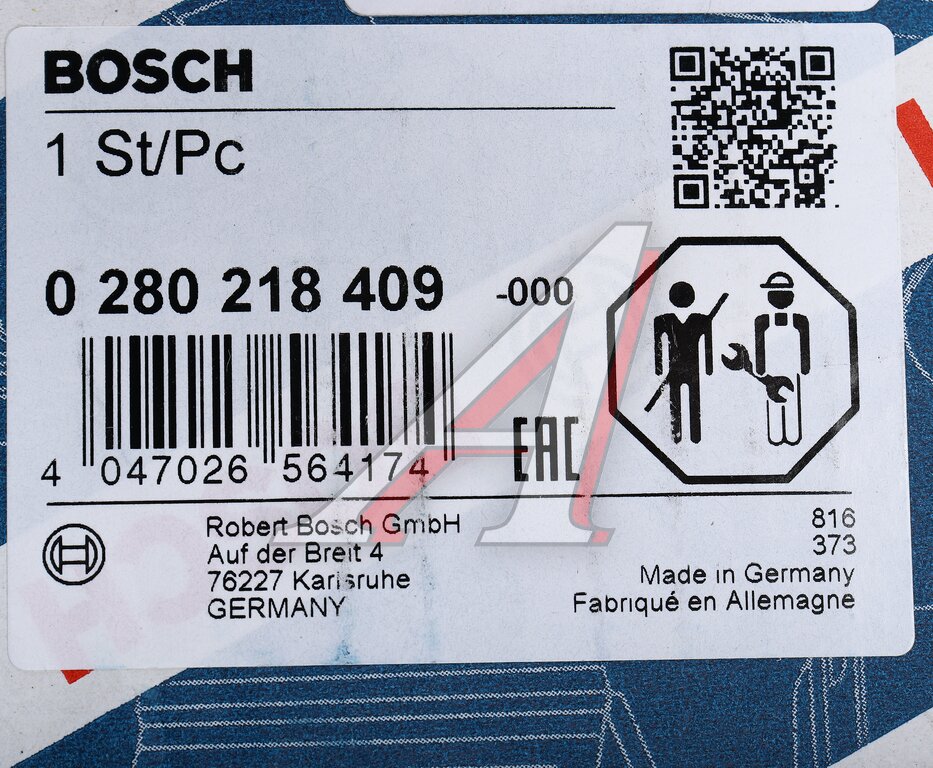 BOSCH
1 St/Pc
0 280 218 409 -000
4 047026 564174
EAC
Robert Bosch GmbH
Auf der Breit 4
76227 Karlsruhe
GERMANY
816
373
Made in Germany
Fabriqué en Allemagne